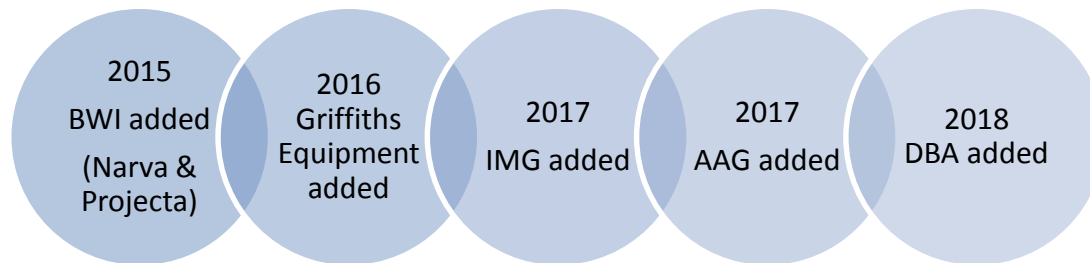 2015
BWI added
(Narva &
Projecta)
2016
Griffiths
Equipment
added
2017
IMG added
2017
AAG added
2018
DBA added